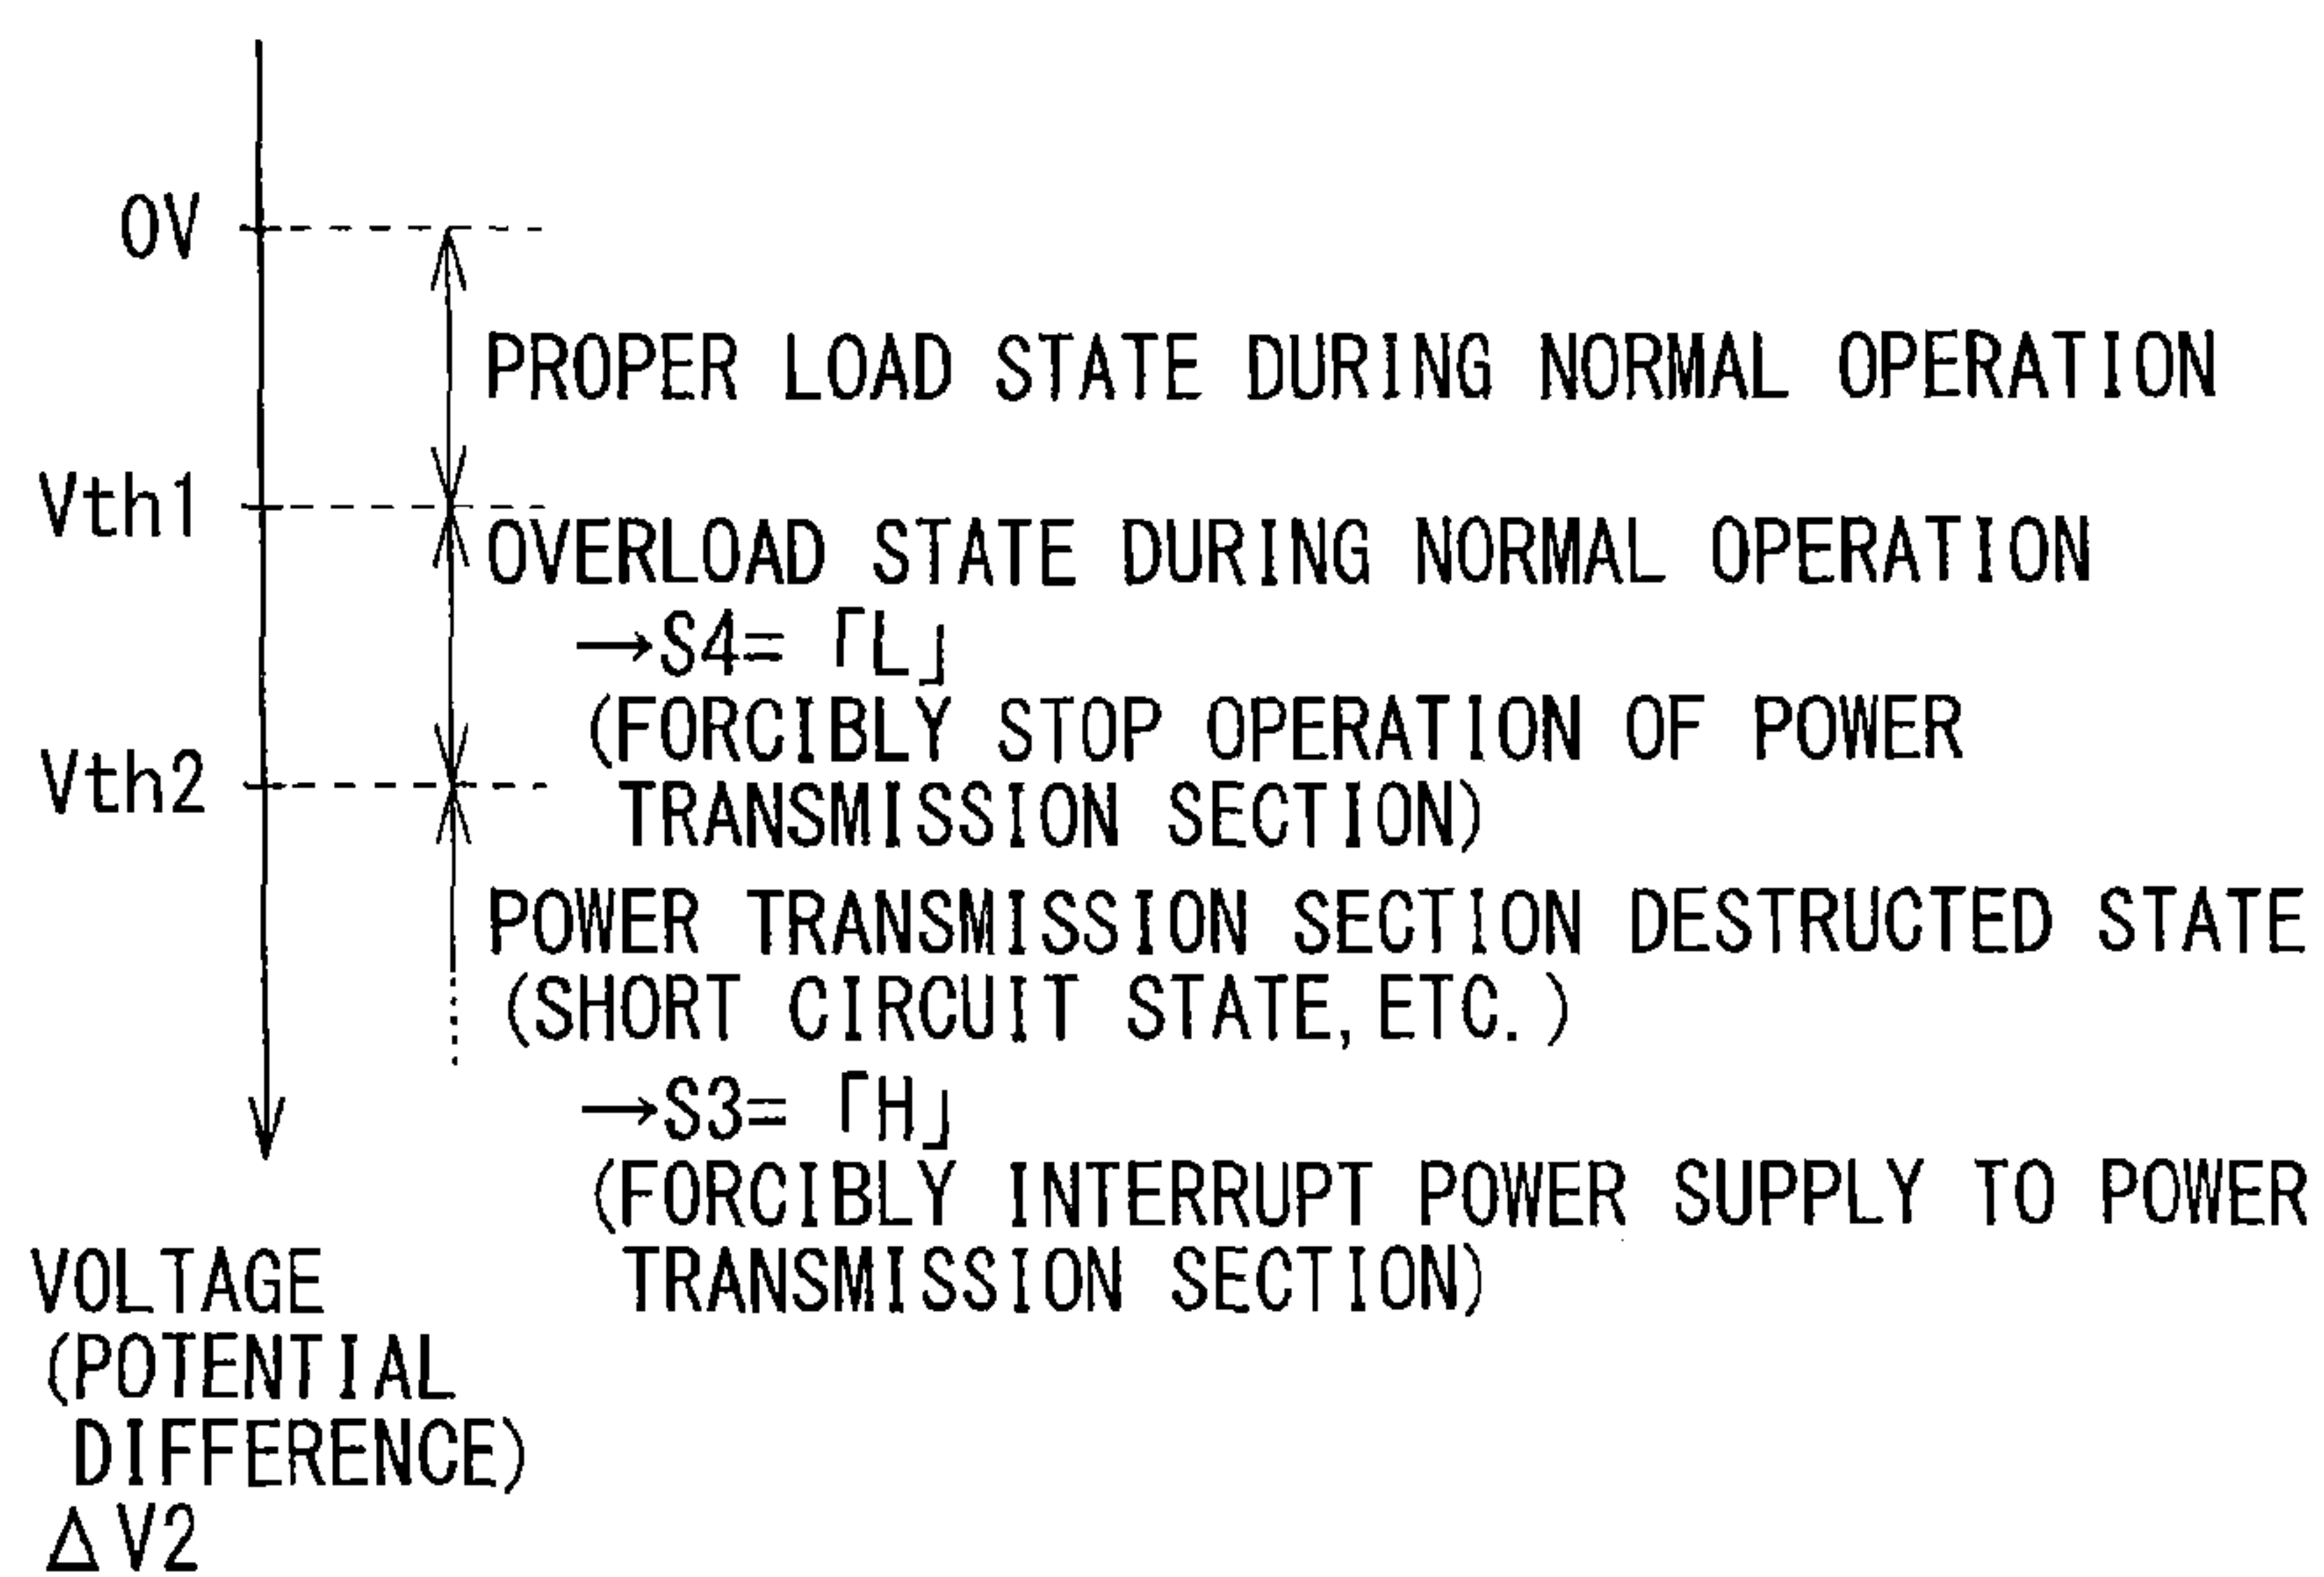 0V
PROPER LOAD STATE DURING NORMAL OPERATION
Vth1
OVERLOAD STATE DURING NORMAL OPERATION
→S4= ｢L｣
(FORCIBLY STOP OPERATION OF POWER
TRANSMISSION SECTION)
Vth2
POWER TRANSMISSION SECTION DESTRUCTED STATE
(SHORT CIRCUIT STATE, ETC.)
→S3= ｢H｣
(FORCIBLY INTERRUPT POWER SUPPLY TO POWER
TRANSMISSION SECTION)
VOLTAGE
(POTENTIAL
DIFFERENCE)
△V2